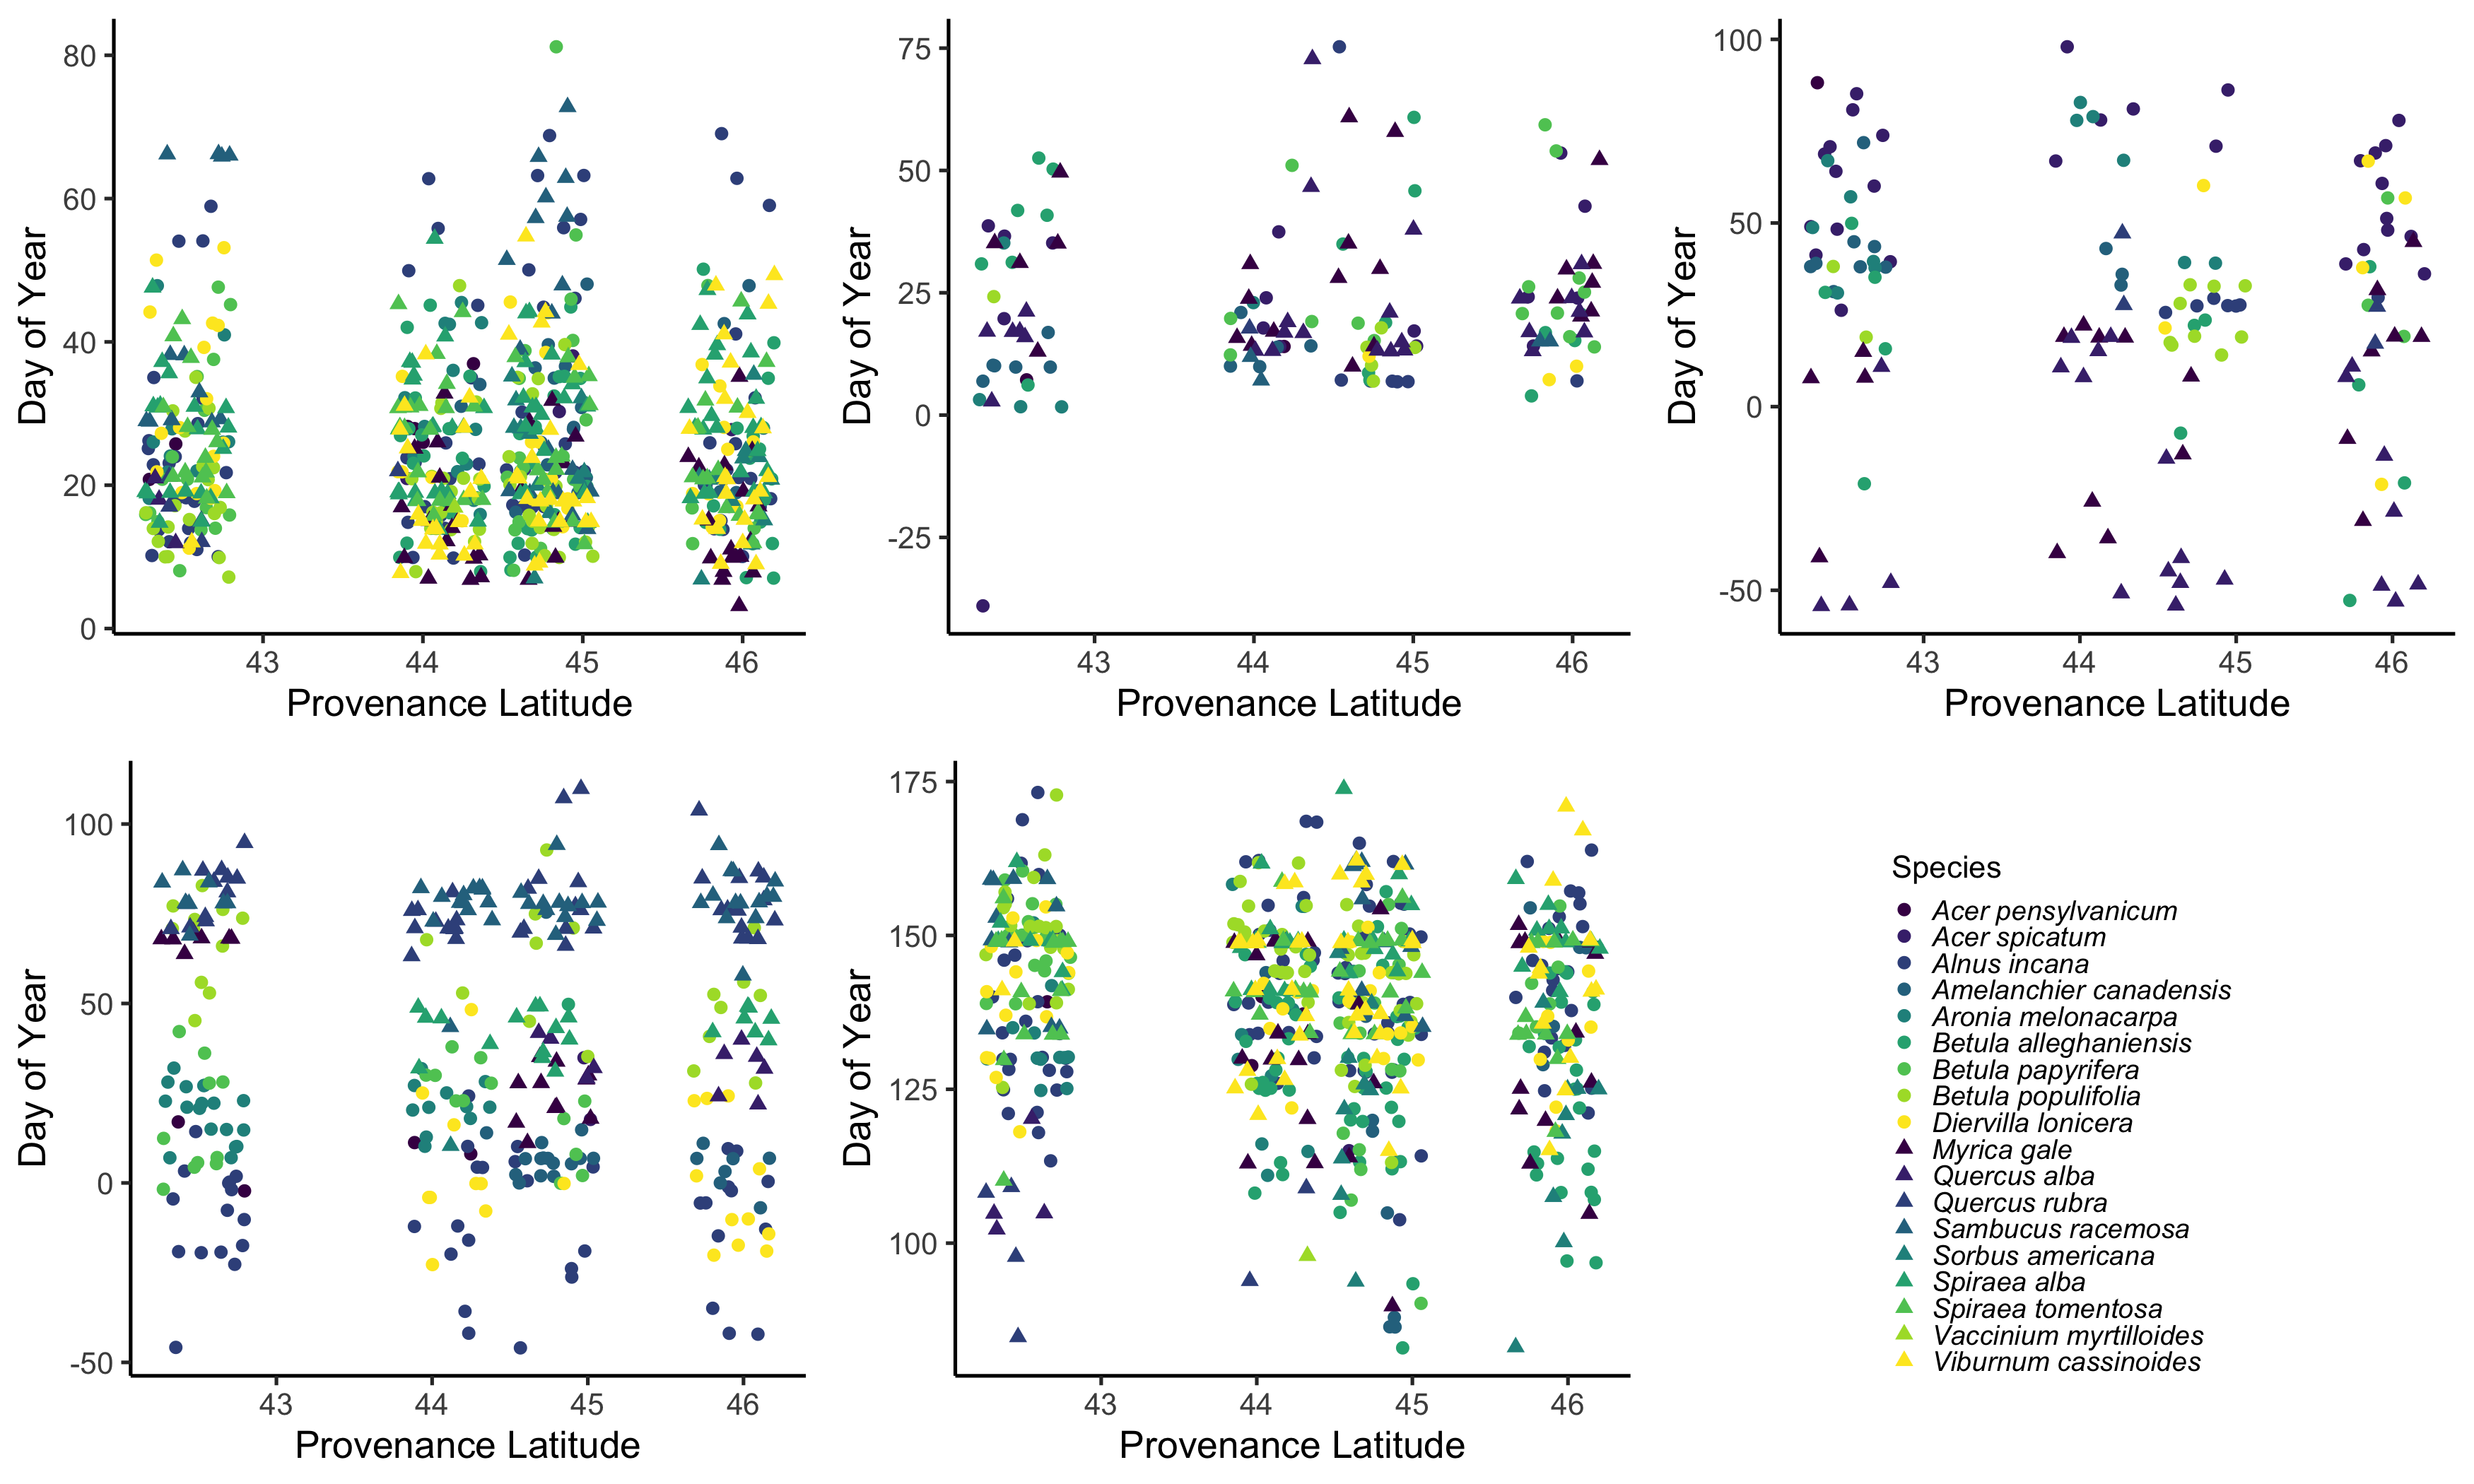 80
60
40
20
0
Day of Year
43
44
45
46
Provenance Latitude
75
50
25
0
-25
Day of Year
43
44
45
46
Provenance Latitude
100
50
0
-50
Day of Year
43
44
45
46
Provenance Latitude
100
50
0
-50
Day of Year
43
44
45
46
Provenance Latitude
175
150
125
100
Day of Year
43
44
45
46
Provenance Latitude
Species
Acer pensylvanicum
Acer spicatum
Alnus incana
Amelanchier canadensis
Aronia melonacarpa
Betula alleghaniensis
Betula papyrifera
Betula populifolia
Diervilla lonicera
Myrica gale
Quercus alba
Quercus rubra
Sambucus racemosa
Sorbus americana
Spiraea alba
Spiraea tomentosa
Vaccinium myrtilloides
Viburnum cassinoides